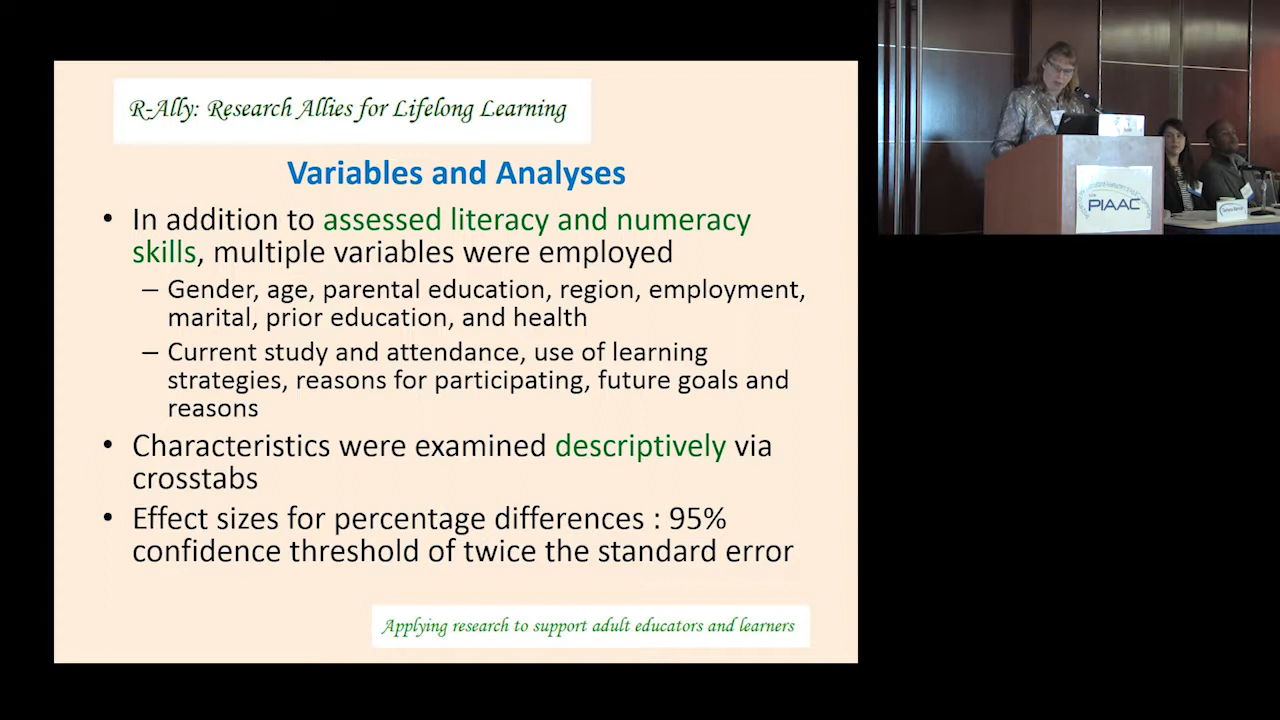 R-Ally: Research Allies for Lifelong Learning
Variables and Analyses
• In addition to assessed literacy and numeracy
skills, multiple variables were employed
– Gender, age, parental education, region, employment,
marital, prior education, and health
– Current study and attendance, use of learning
strategies, reasons for participating, future goals and
reasons
• Characteristics were examined descriptively via
crosstabs
• Effect sizes for percentage differences : 95%
confidence threshold of twice the standard error
Applying research to support adult educators and learners
PIAAC